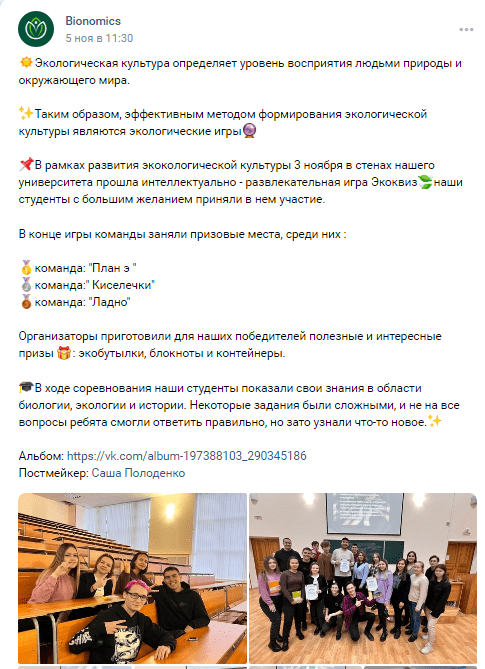 Bionomics
5 ноя в 11:30
Экологическая культура определяет уровень восприятия людьми природы и
окружающего мира.
Таким образом, эффективным методом формирования экологической
культуры являются экологические игры
В рамках развития экокологической культуры 3 ноября в стенах нашего
университета прошла интеллектуально - развлекательная игра Экоквиз наши
студенты с большим желанием приняли в нем участие.
В конце игры команды заняли призовые места, среди них :
команда: "План э "
команда:" Киселечки"
команда: "Ладно"
Организаторы приготовили для наших победителей полезные и интересные
призы : экобутылки, блокноты и контейнеры.
В ходе соревнования наши студенты показали свои знания в области
биологии, экологии и истории. Некоторые задания были сложными, и не на все
вопросы ребята смогли ответить правильно, но зато узнали что-то новое.
Альбом: https://vk.com/album-197388103_290345186
Постмейкер: Саша Полоденко